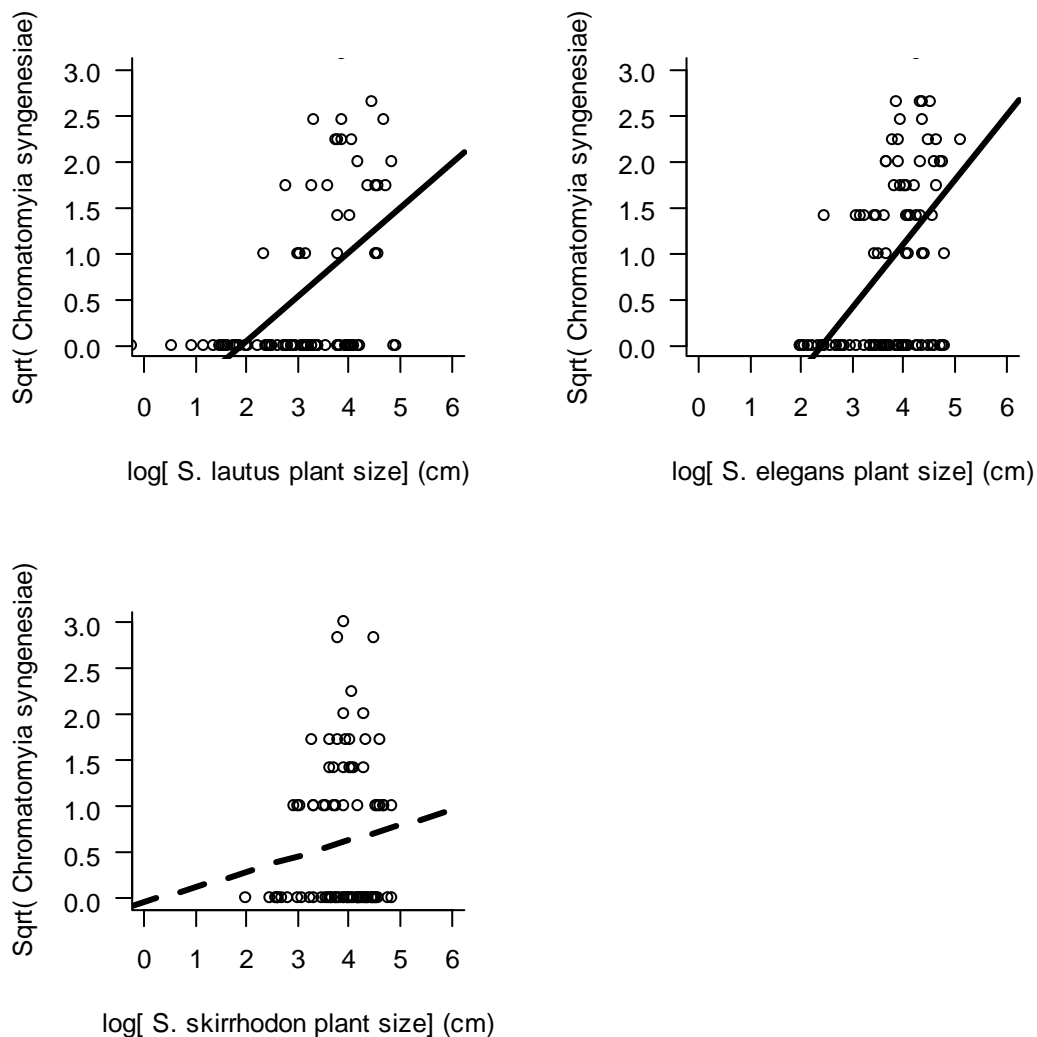 Sqrt( Chromatomyia syngenesiae)
3.0
2.5
2.0
1.5
1.0
0.5
0.0
0 1 2 3 4 5 6
log[ S. lautus plant size] (cm)
Sqrt( Chromatomyia syngenesiae)
3.0
2.5
2.0
1.5
1.0
0.5
0.0
0 1 2 3 4 5 6
log[ S. elegans plant size] (cm)
Sqrt( Chromatomyia syngenesiae)
3.0
2.5
2.0
1.5
1.0
0.5
0.0
0 1 2 3 4 5 6
log[ S. skirrhodon plant size] (cm)